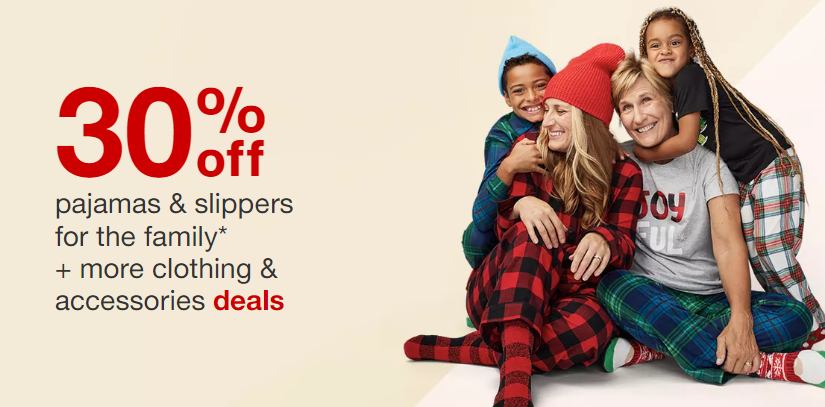 30%
off
pajamas & slippers
for the family*
+ more clothing &
accessories deals
JOY
FUL